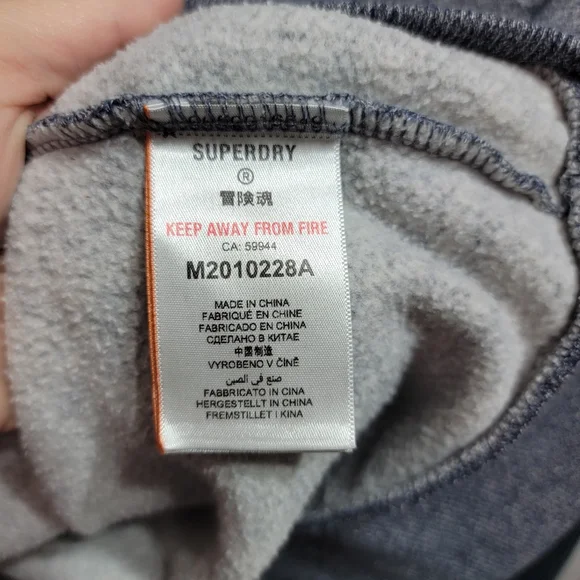 SUPERDRY
®
冒険魂
KEEP AWAY FROM FIRE
CA: 59944
M2010228A
MADE IN CHINA
FABRIQUÉ EN CHINE
FABRICADO EN CHINA
СДЕЛАНО В КИТАЕ
中国制造
VYROBENO V ČÍNĚ
صنع في الصين
FABBRICATO IN CINA
HERGESTELLT IN CHINA
FREMSTILLET I KINA